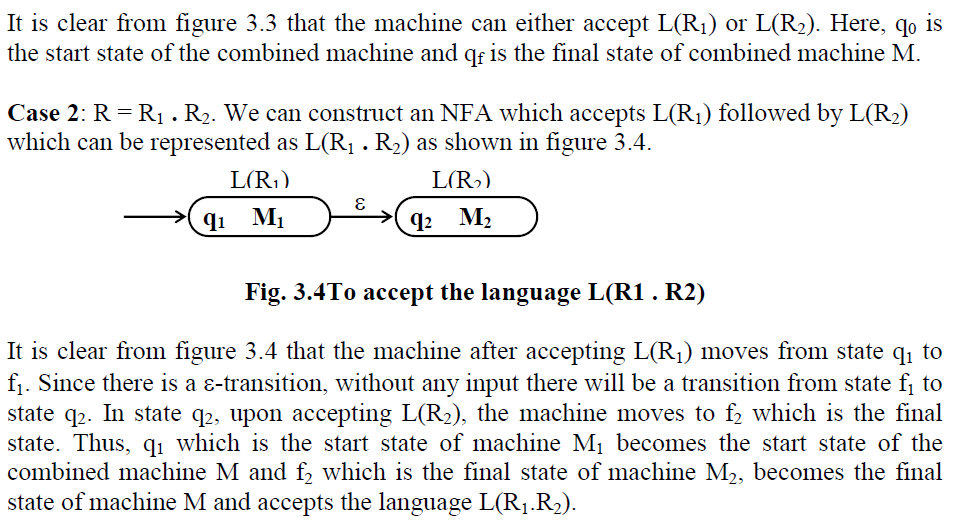 It is clear from figure 3.3 that the machine can either accept L(R₁) or L(R₂). Here, q₀ is
the start state of the combined machine and q_f is the final state of combined machine M.
Case 2: R = R₁ . R₂. We can construct an NFA which accepts L(R₁) followed by L(R₂)
which can be represented as L(R₁ . R₂) as shown in figure 3.4.
L(R₁) L(R₂)
ε
q₁ M₁ q₂ M₂
Fig. 3.4To accept the language L(R1 . R2)
It is clear from figure 3.4 that the machine after accepting L(R₁) moves from state q₁ to
f₁. Since there is a ε-transition, without any input there will be a transition from state f₁ to
state q₂. In state q₂, upon accepting L(R₂), the machine moves to f₂ which is the final
state. Thus, q₁ which is the start state of machine M₁ becomes the start state of the
combined machine M and f₂ which is the final state of machine M₂, becomes the final
state of machine M and accepts the language L(R₁.R₂).